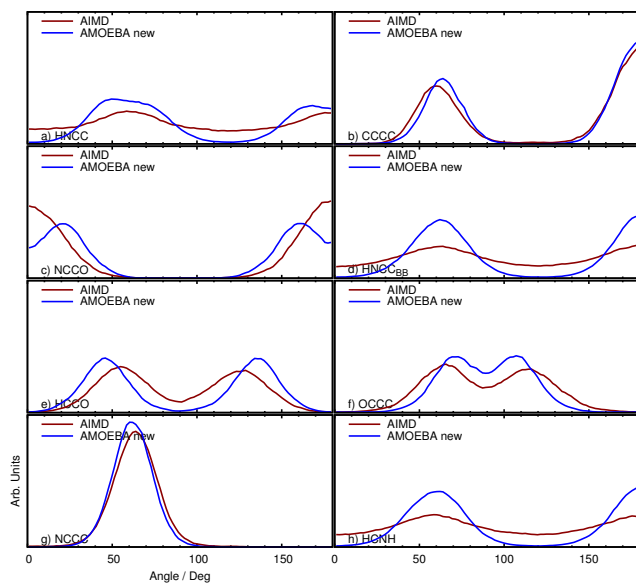 AIMD
AMOEBA new
a) HNCC
AIMD
AMOEBA new
b) CCCC
AIMD
AMOEBA new
c) NCCO
AIMD
AMOEBA new
d) HNCC_BB
AIMD
AMOEBA new
e) HCCO
AIMD
AMOEBA new
f) OCCC
AIMD
AMOEBA new
g) NCCC
AIMD
AMOEBA new
h) HCNH
Arb. Units
0 50 100 150
0 50 100 150
Angle / Deg